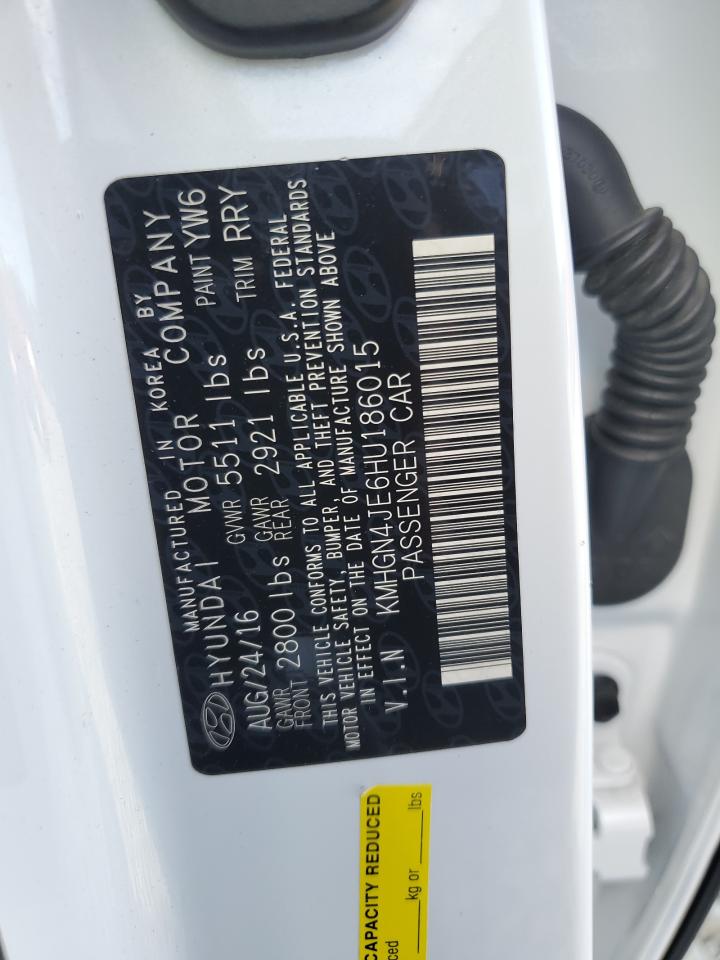 MANUFACTURED IN KOREA BY
HYUNDAI MOTOR COMPANY
AUG/24/16 GVWR 5511 lbs PAINT YW6
GAWR FRONT 2800 lbs GAWR REAR 2921 lbs TRIM RRY
THIS VEHICLE CONFORMS TO ALL APPLICABLE U.S.A. FEDERAL
MOTOR VEHICLE SAFETY, BUMPER, AND THEFT PREVENTION STANDARDS
IN EFFECT ON THE DATE OF MANUFACTURE SHOWN ABOVE
V.I.N KMHGN4JE6HU186015
PASSENGER CAR
CAPACITY REDUCED
kg or lbs